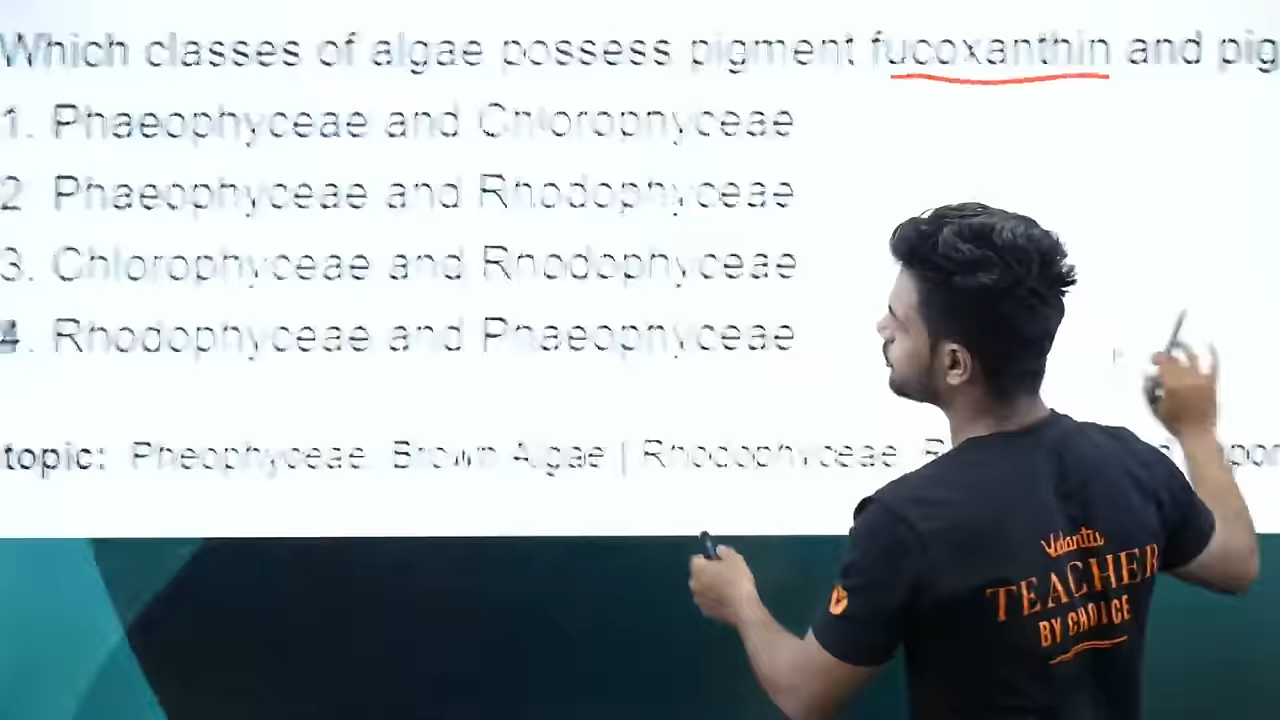 Which classes of algae possess pigment fucoxanthin and pig
1. Phaeophyceae and Chlorophyceae
2 Phaeophyceae and Rhodophyceae
3. Chlorophyceae and Rhodophyceae
4. Rhodophyceae and Phaeophyceae
topic: Pheophyceae Brown Algae | Rhodophyceae
Vedantu
TEACHER
BY CHOICE